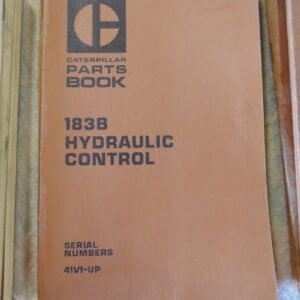 CATERPILLAR
PARTS
BOOK
183B
HYDRAULIC
CONTROL
SERIAL
NUMBERS
41V1-UP